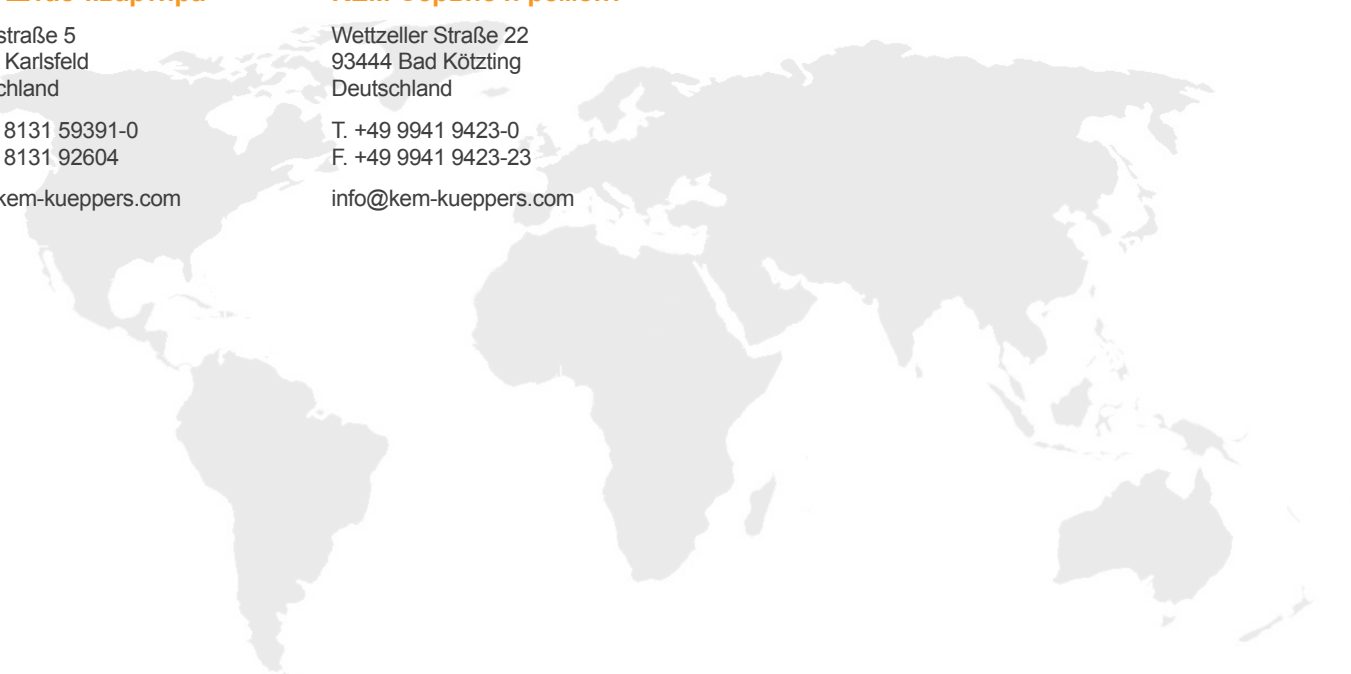 straße 5
Karlsfeld
chland
8131 59391-0
8131 92604
kem-kueppers.com
Wettzeller Straße 22
93444 Bad Kötzting
Deutschland
T. +49 9941 9423-0
F. +49 9941 9423-23
info@kem-kueppers.com